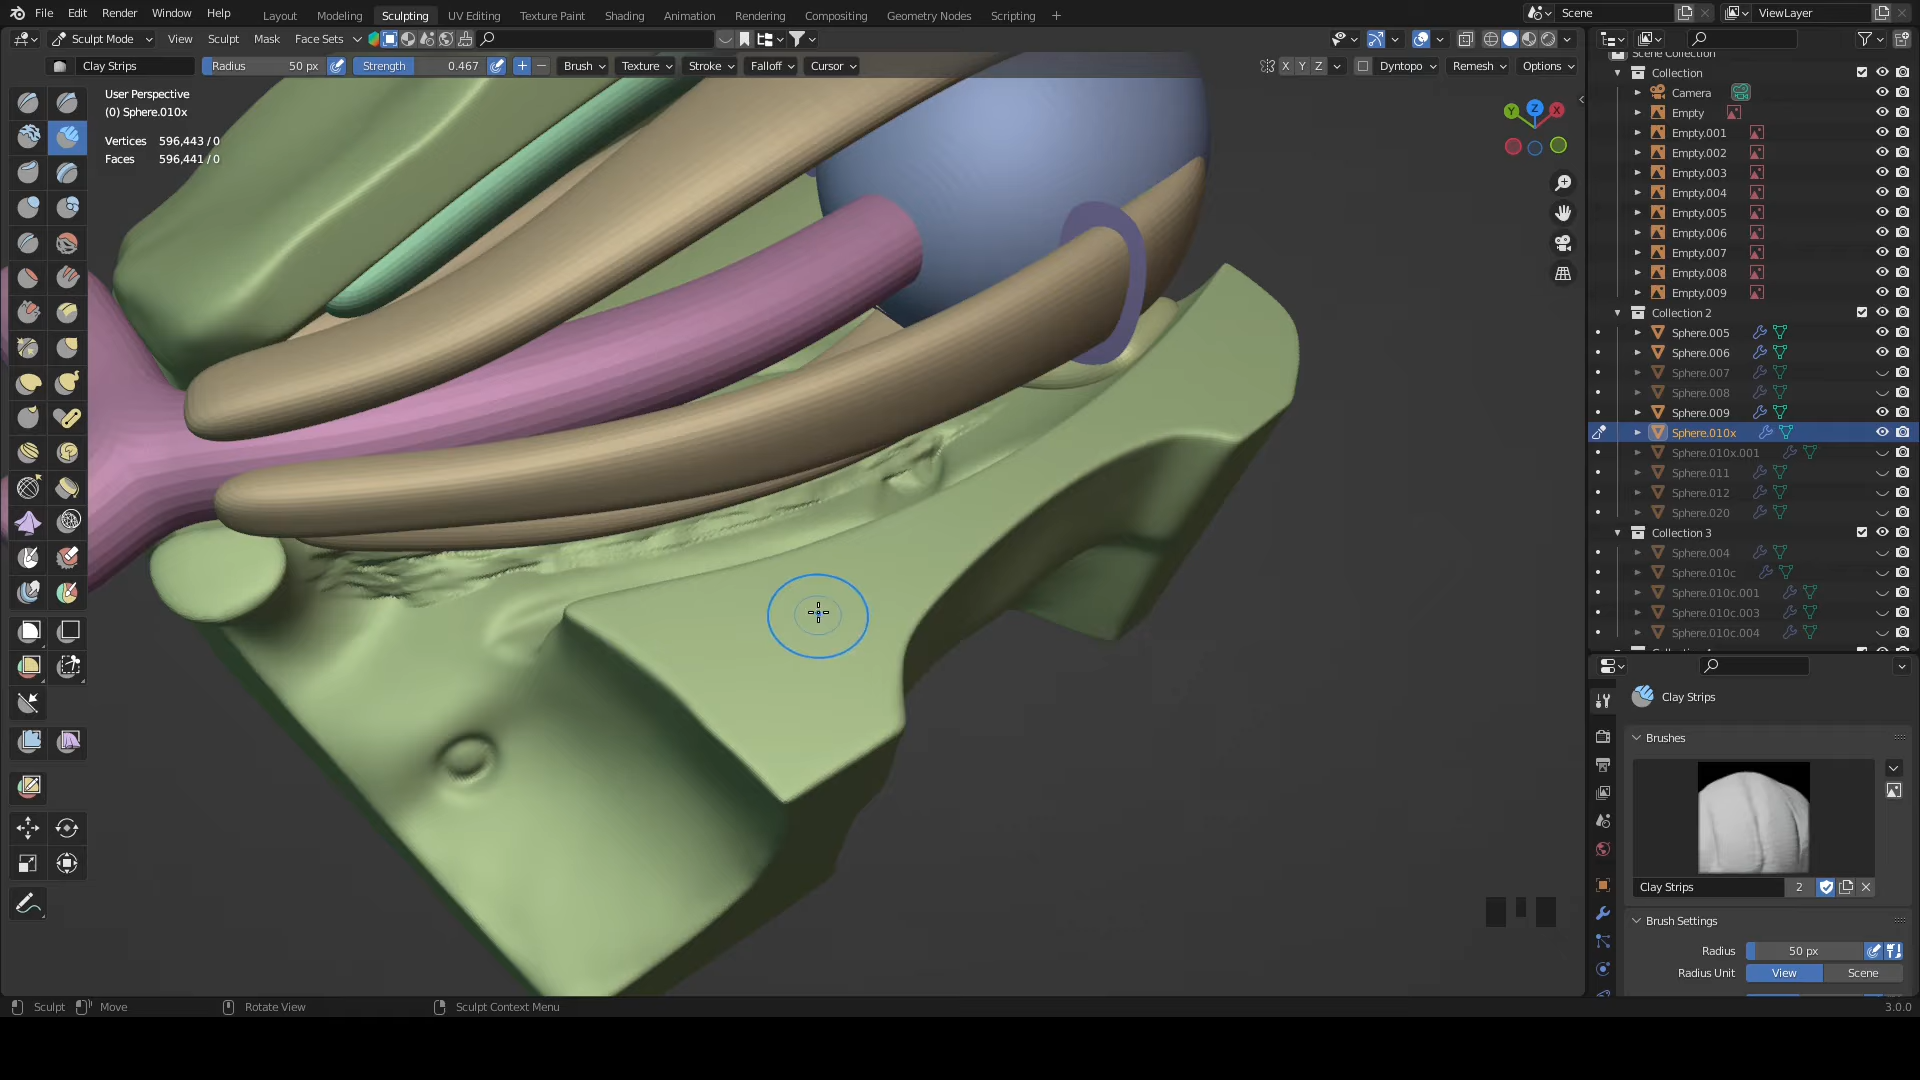 File Edit Render Window Help Layout Modeling Sculpting UV Editing Texture Paint Shading Animation Rendering Compositing Geometry Nodes Scripting + Scene ViewLayer
Sculpt Mode View Sculpt Mask Face Sets
Clay Strips Radius 50 px Strength 0.467 Brush Texture Stroke Falloff Cursor X Y Z Dyntopo Remesh Options
User Perspective
(0) Sphere.010x
Vertices 596,443 / 0
Faces 596,441 / 0
Y Z X
Scene Collection
Collection
Camera
Empty
Empty.001
Empty.002
Empty.003
Empty.004
Empty.005
Empty.006
Empty.007
Empty.008
Empty.009
Collection 2
Sphere.005
Sphere.006
Sphere.007
Sphere.008
Sphere.009
Sphere.010x
Sphere.010x.001
Sphere.011
Sphere.012
Sphere.020
Collection 3
Sphere.004
Sphere.010c
Sphere.010c.001
Sphere.010c.003
Sphere.010c.004
Clay Strips
Brushes
Clay Strips 2
Brush Settings
Radius 50 px
Radius Unit View Scene
Sculpt Move Rotate View Sculpt Context Menu 3.0.0